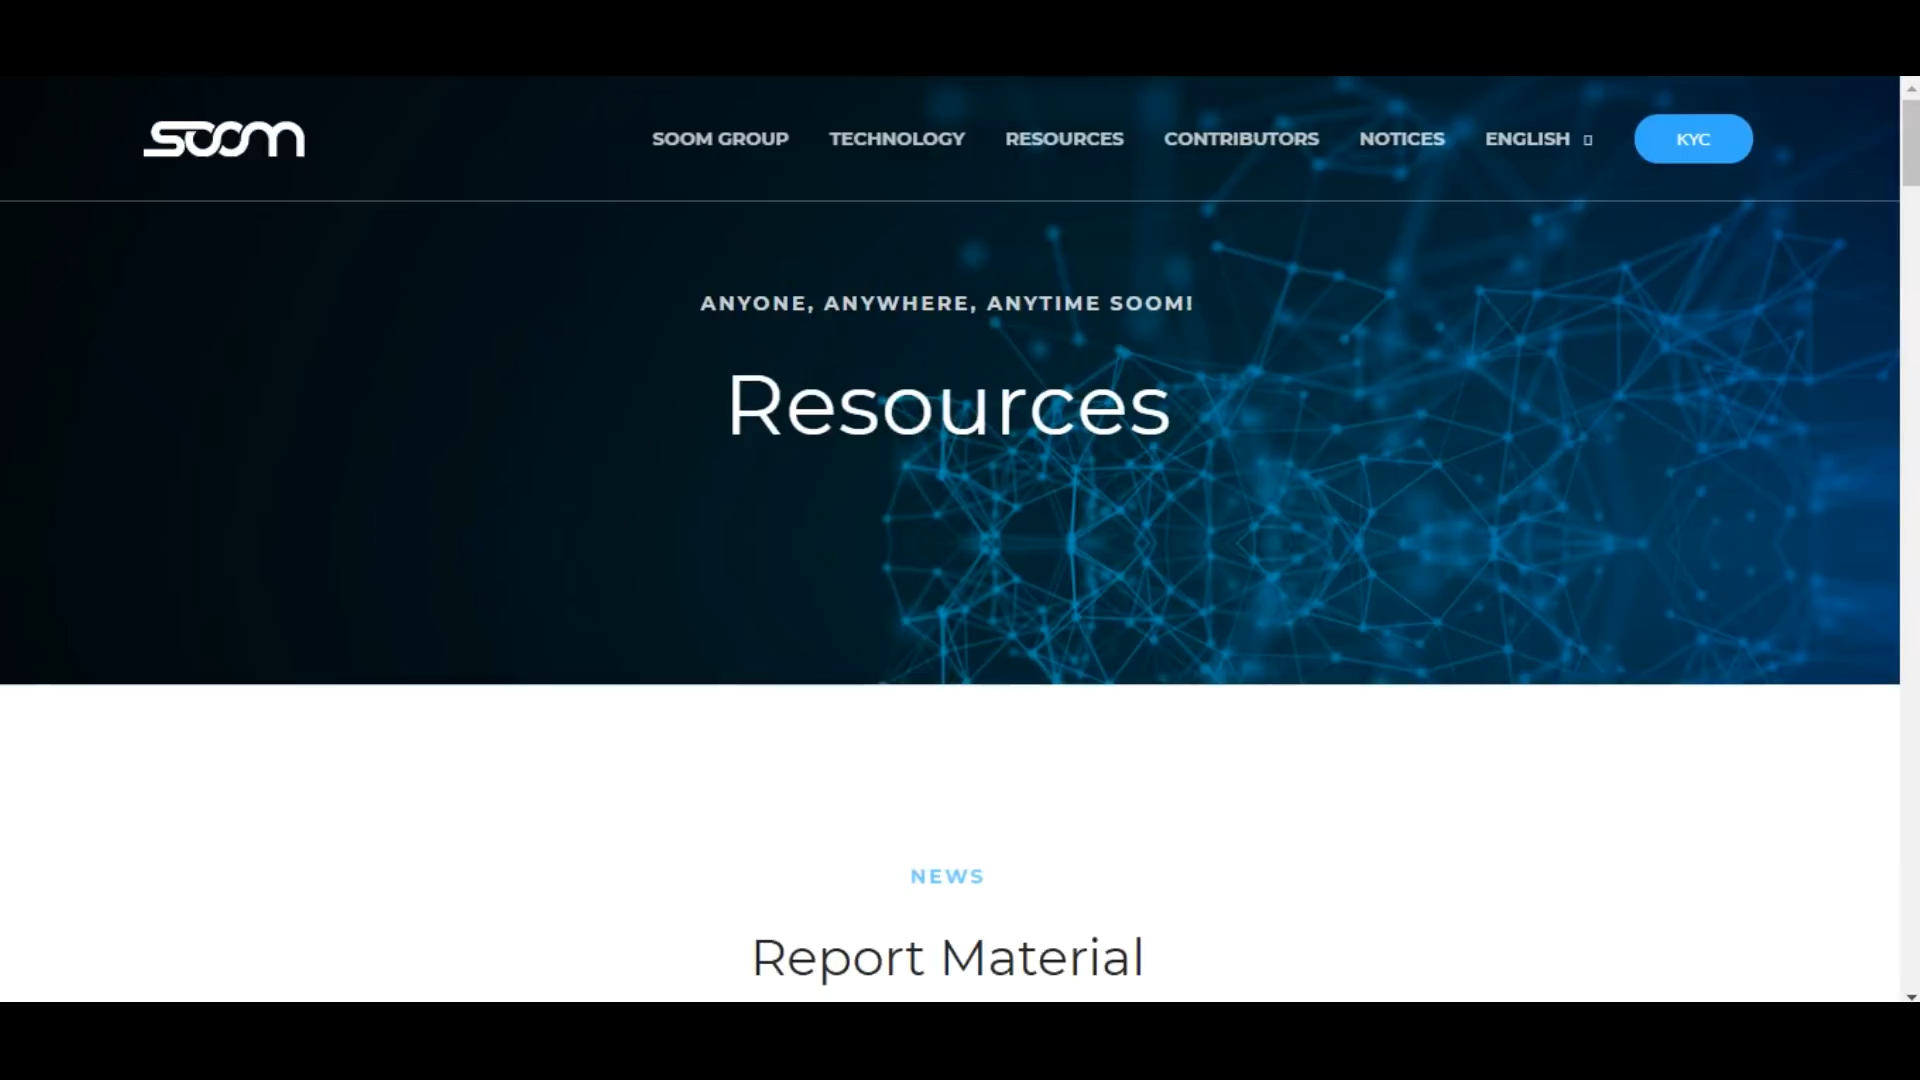 soom
SOOM GROUP TECHNOLOGY RESOURCES CONTRIBUTORS NOTICES ENGLISH KYC
ANYONE, ANYWHERE, ANYTIME SOOM!
Resources
NEWS
Report Material